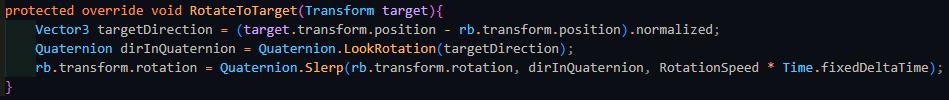 protected override void RotateToTarget(Transform target){
Vector3 targetDirection = (target.transform.position - rb.transform.position).normalized;
Quaternion dirInQuaternion = Quaternion.LookRotation(targetDirection);
rb.transform.rotation = Quaternion.Slerp(rb.transform.rotation, dirInQuaternion, RotationSpeed * Time.fixedDeltaTime);
}